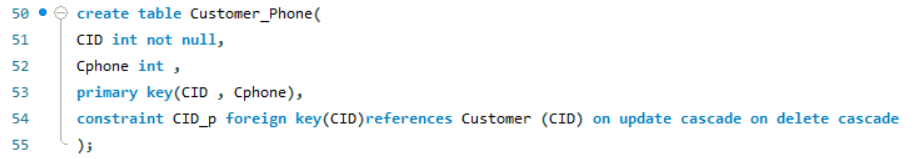 50 create table Customer_Phone(
51 CID int not null,
52 Cphone int ,
53 primary key(CID , Cphone),
54 constraint CID_p foreign key(CID)references Customer (CID) on update cascade on delete cascade
55 );